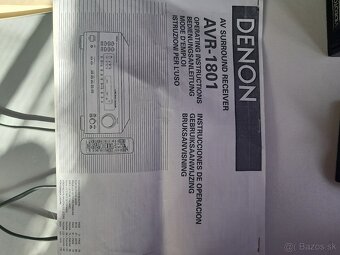 DENON
AV SURROUND RECEIVER
AVR-1801
OPERATING INSTRUCTIONS
BEDIENUNGSANLEITUNG
MODE D'EMPLOI
ISTRUZIONI PER L'USO
INSTRUCCIONES DE OPERACION
GEBRUIKSAANWIJZING
BRUKSANVISNING
bazos.sk